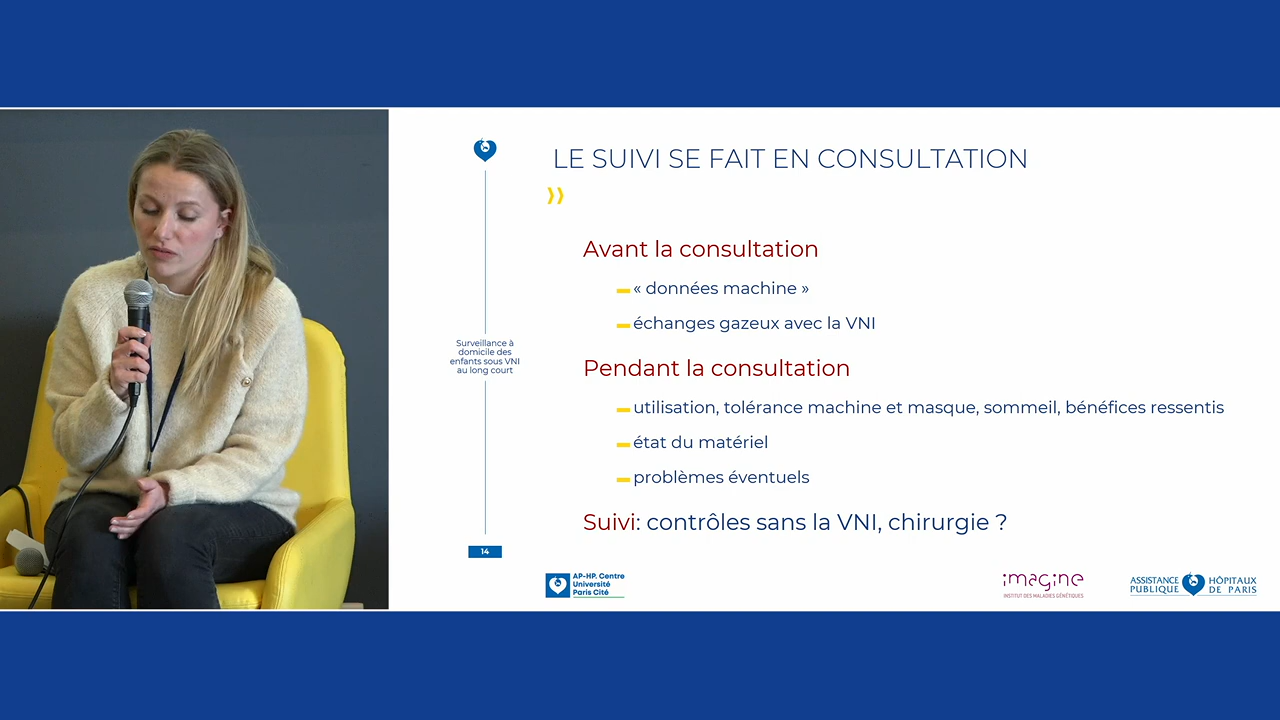 LE SUIVI SE FAIT EN CONSULTATION
Avant la consultation
« données machine »
échanges gazeux avec la VNI
Pendant la consultation
utilisation, tolérance machine et masque, sommeil, bénéfices ressentis
état du matériel
problèmes éventuels
Suivi: contrôles sans la VNI, chirurgie ?
Surveillance à
domicile des
enfants sous VNI
au long court
14
AP-HP. Centre
Université
Paris Cité
imagine
INSTITUT DES MALADIES GÉNÉTIQUES
ASSISTANCE
PUBLIQUE
HÔPITAUX
DE PARIS